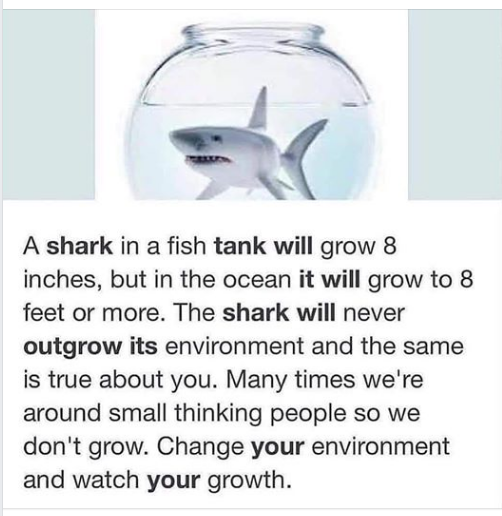 A shark in a fish tank will grow 8
inches, but in the ocean it will grow to 8
feet or more. The shark will never
outgrow its environment and the same
is true about you. Many times we're
around small thinking people so we
don't grow. Change your environment
and watch your growth.